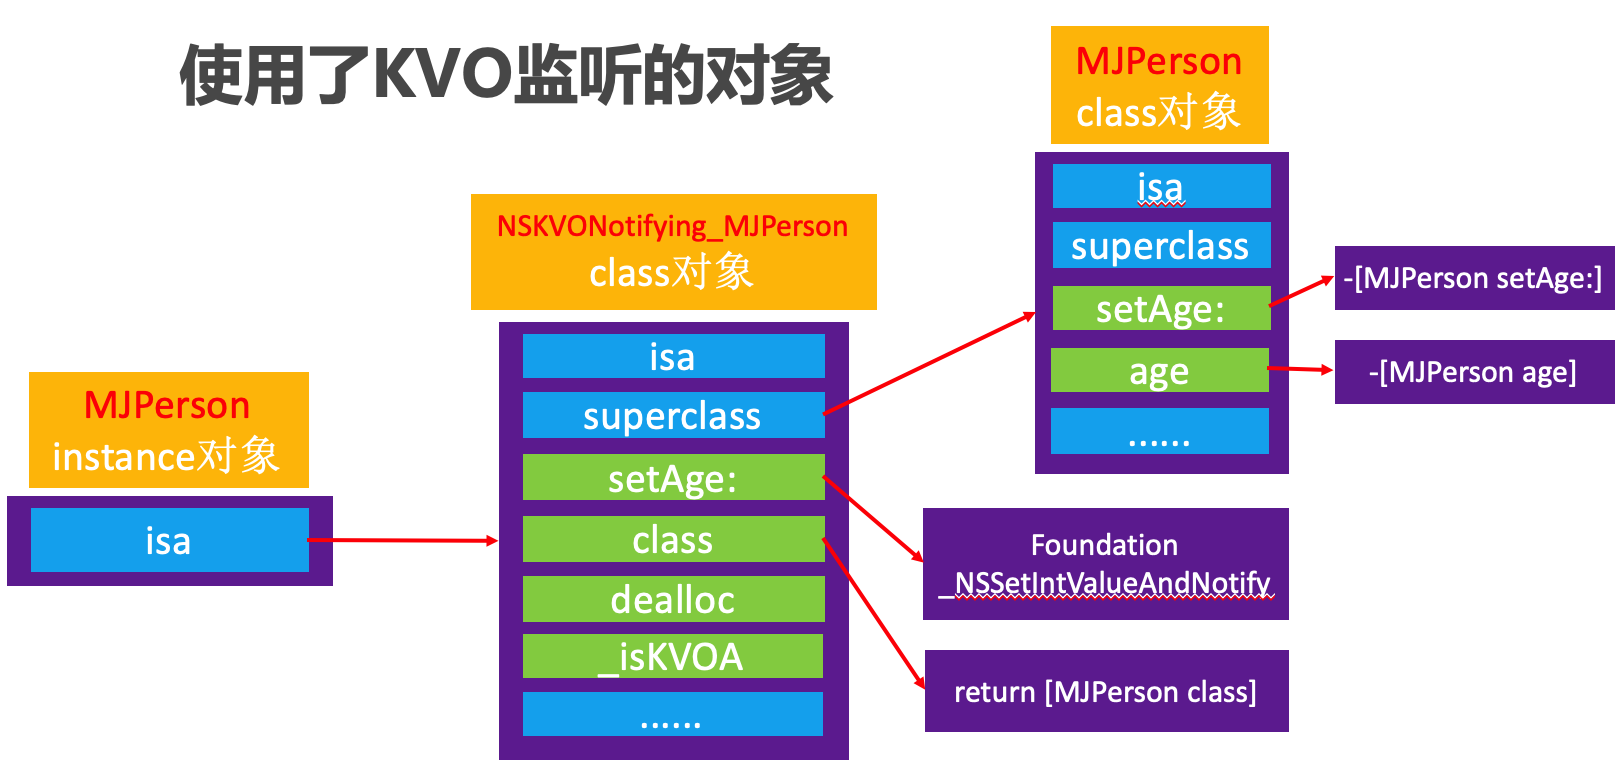 使用了KVO监听的对象
MJPerson
instance对象
isa
NSKVONotifying_MJPerson
class对象
isa
superclass
setAge:
class
dealloc
_isKVOA
......
MJPerson
class对象
isa
superclass
setAge:
age
......
-[MJPerson setAge:]
-[MJPerson age]
Foundation
_NSSetIntValueAndNotify
return [MJPerson class]